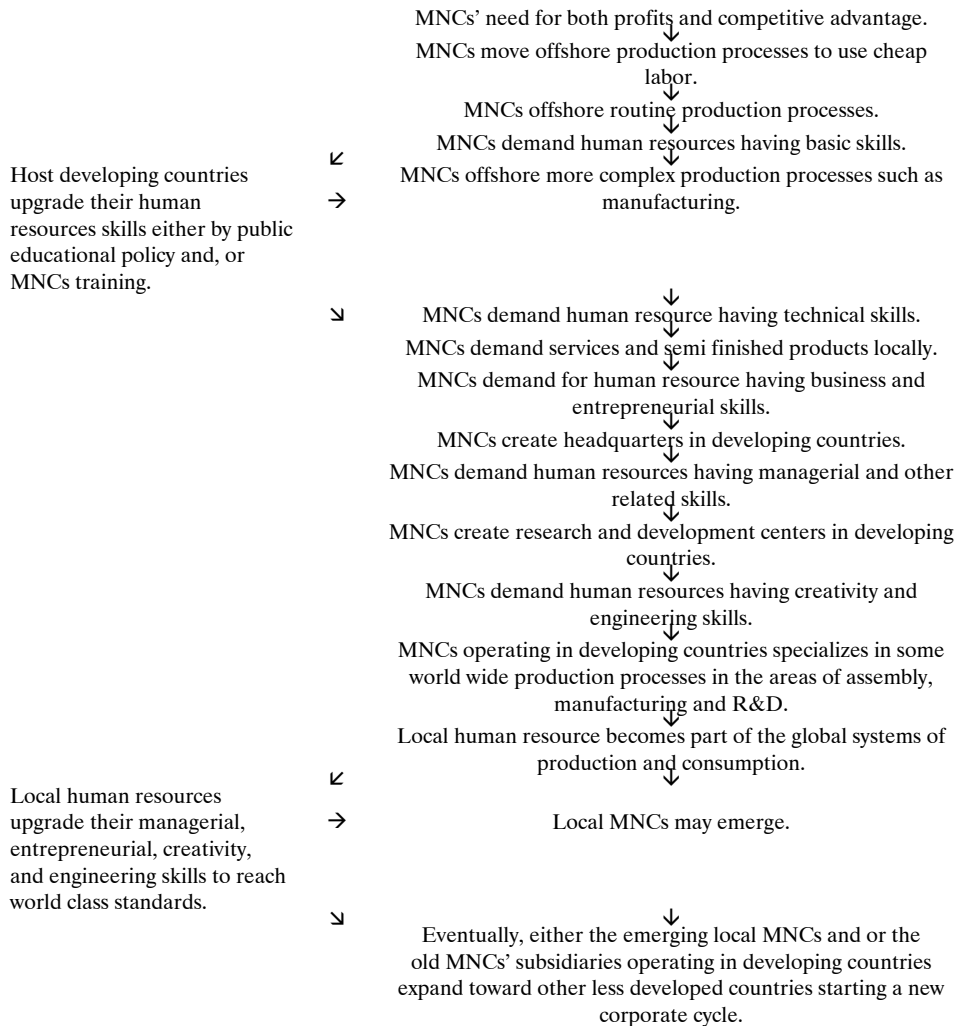 MNCs' need for both profits and competitive advantage.
↓
MNCs move offshore production processes to use cheap
labor.
↓
MNCs offshore routine production processes.
↓
MNCs demand human resources having basic skills.
↙ ↓
Host developing countries
upgrade their human
resources skills either by public
educational policy and, or
MNCs training.
→
MNCs offshore more complex production processes such as
manufacturing.
↓
↘
MNCs demand human resource having technical skills.
↓
MNCs demand services and semi finished products locally.
↓
MNCs demand for human resource having business and
entrepreneurial skills.
↓
MNCs create headquarters in developing countries.
↓
MNCs demand human resources having managerial and other
related skills.
↓
MNCs create research and development centers in developing
countries.
↓
MNCs demand human resources having creativity and
engineering skills.
↓
MNCs operating in developing countries specializes in some
world wide production processes in the areas of assembly,
manufacturing and R&D.
↓
Local human resource becomes part of the global systems of
production and consumption.
↙ ↓
Local human resources
upgrade their managerial,
entrepreneurial, creativity,
and engineering skills to reach
world class standards.
→
Local MNCs may emerge.
↘ ↓
Eventually, either the emerging local MNCs and or the
old MNCs' subsidiaries operating in developing countries
expand toward other less developed countries starting a new
corporate cycle.